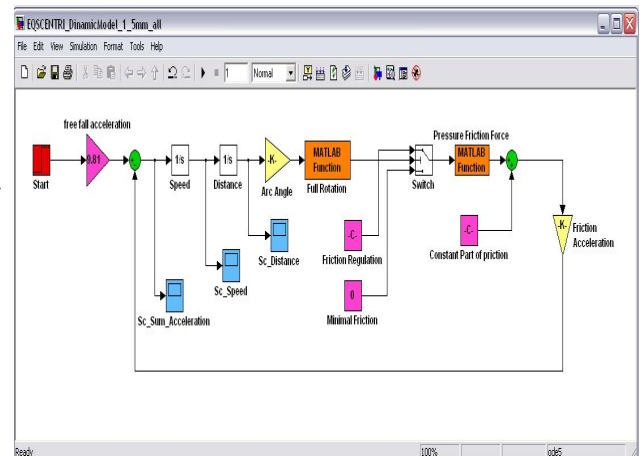 EQSCENTRI_DinamicModel_1_5mm_all
File Edit View Simulation Format Tools Help
1
Normal
free fall acceleration
9.81
Start
1/s
Speed
1/s
Distance
-K-
Arc Angle
MATLAB
Function
Full Rotation
Switch
Pressure Friction Force
MATLAB
Function
-C-
Friction Regulation
-C-
Constant Part of priction
-K-
Friction
Acceleration
Sc_Distance
Sc_Speed
Sc_Sum_Acceleration
0
Minimal Friction
Ready
100%
ode5